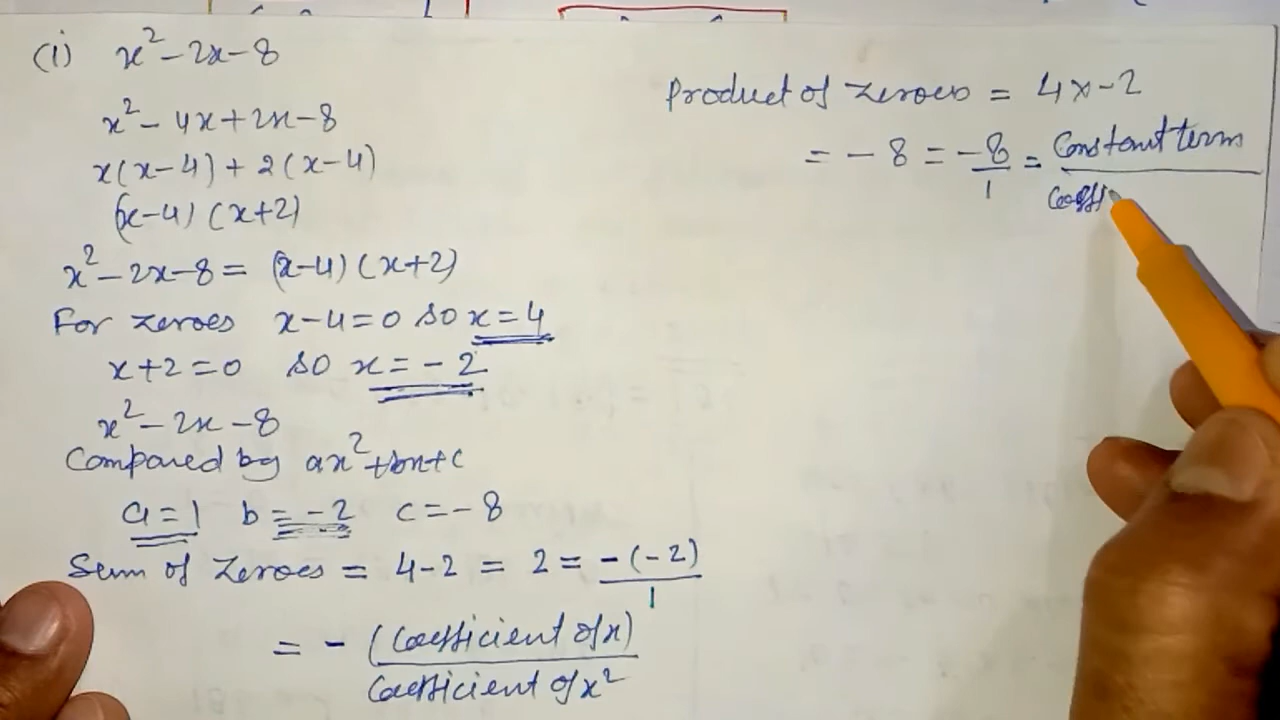 (i) x² - 2x - 8
x² - 4x + 2x - 8
x(x-4) + 2(x-4)
(x-4) (x+2)
x² - 2x - 8 = (x-4) (x+2)
For zeroes x-4=0 so x=4
x+2=0 so x=-2
x² - 2x - 8
Compared by ax²+bx+c
a=1 b=-2 c=-8
Sum of Zeroes = 4-2 = 2 = -(-2)/1
= - (Coefficient of x)/Coefficient of x²
Product of zeroes = 4x-2
= -8 = -8/1 = Constant term/Coeffi